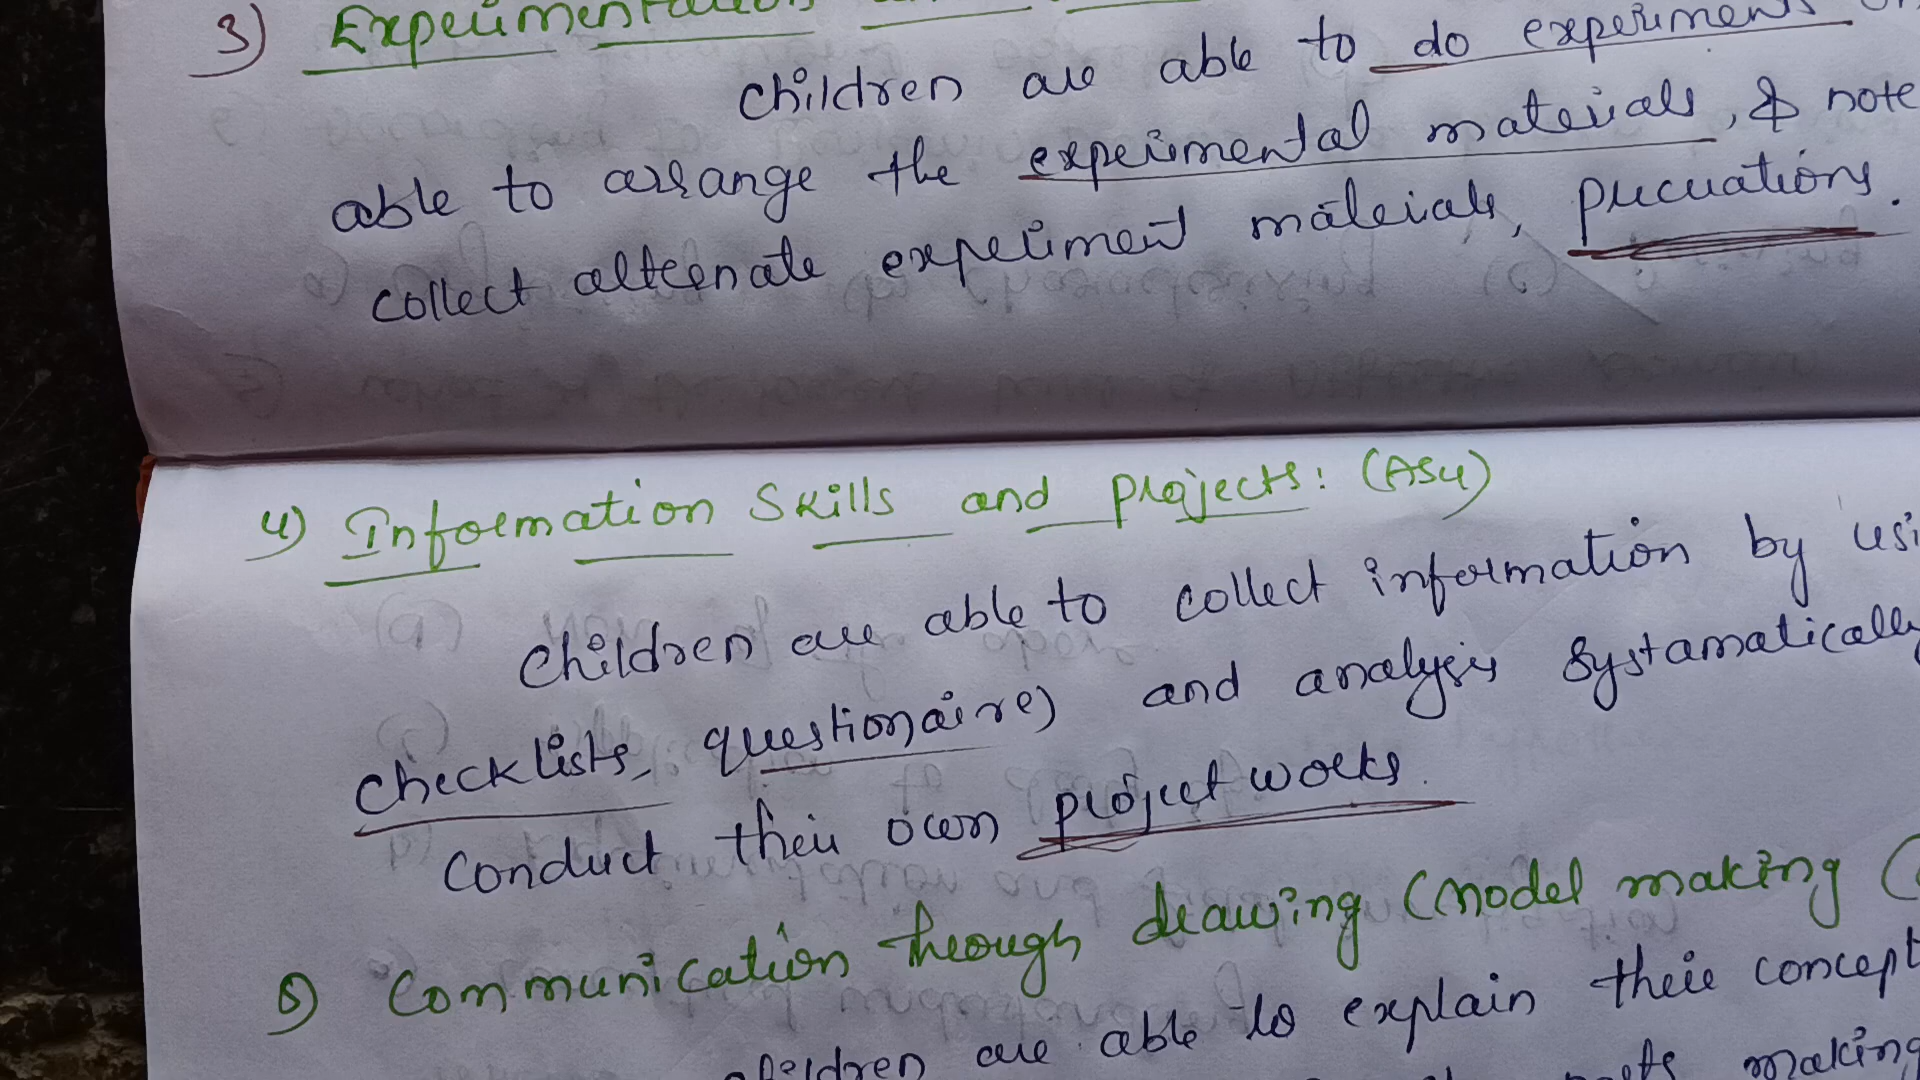 3) Experimentation
children are able to do experiments
able to arrange the experimental materials, & note
collect alternate experiment materials, precuations.
4) Information Skills and projects: (AS4)
children are able to collect information by usi
checklists, questionaire) and analysis systamatically
conduct their own project works.
5) Communication through drawing (model making (
children are able to explain their concept
making